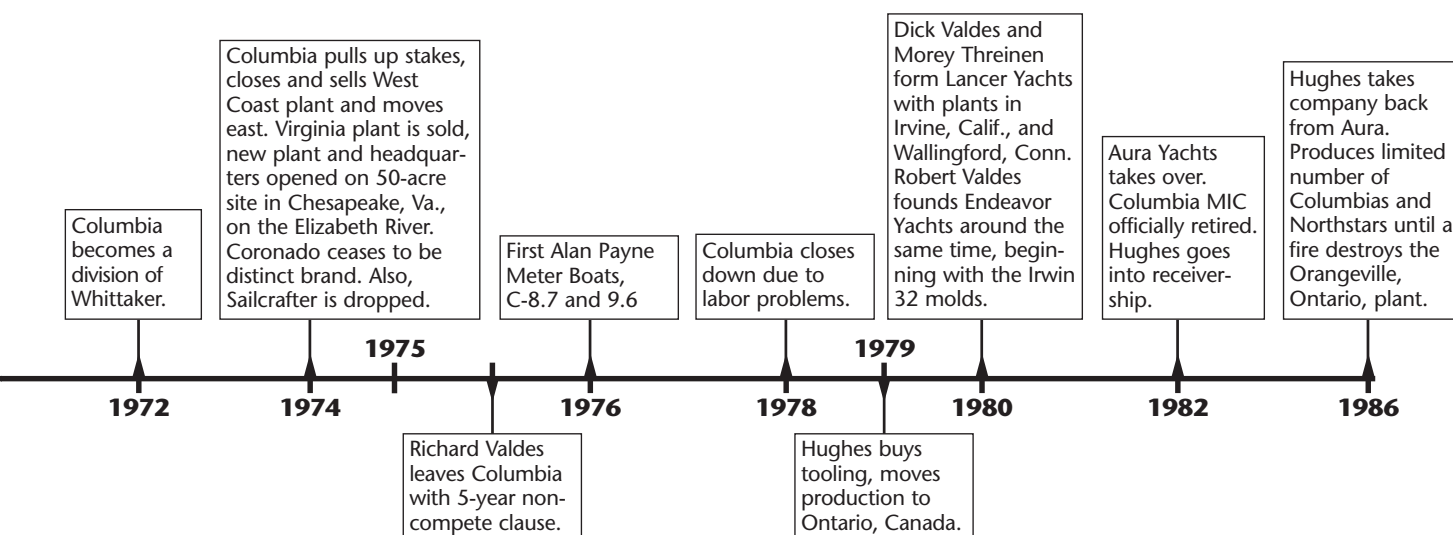 Columbia
becomes a
division of
Whittaker.
Columbia pulls up stakes,
closes and sells West
Coast plant and moves
east. Virginia plant is sold,
new plant and headquar-
ters opened on 50-acre
site in Chesapeake, Va.,
on the Elizabeth River.
Coronado ceases to be
distinct brand. Also,
Sailcrafter is dropped.
First Alan Payne
Meter Boats,
C-8.7 and 9.6
Columbia closes
down due to
labor problems.
Dick Valdes and
Morey Threinen
form Lancer Yachts
with plants in
Irvine, Calif., and
Wallingford, Conn.
Robert Valdes
founds Endeavor
Yachts around the
same time, begin-
ning with the Irwin
32 molds.
Aura Yachts
takes over.
Columbia MIC
officially retired.
Hughes goes
into receiver-
ship.
Hughes takes
company back
from Aura.
Produces limited
number of
Columbias and
Northstars until a
fire destroys the
Orangeville,
Ontario, plant.
1975
1979
1972
1974
1976
1978
1980
1982
1986
Richard Valdes
leaves Columbia
with 5-year non-
compete clause.
Hughes buys
tooling, moves
production to
Ontario, Canada.